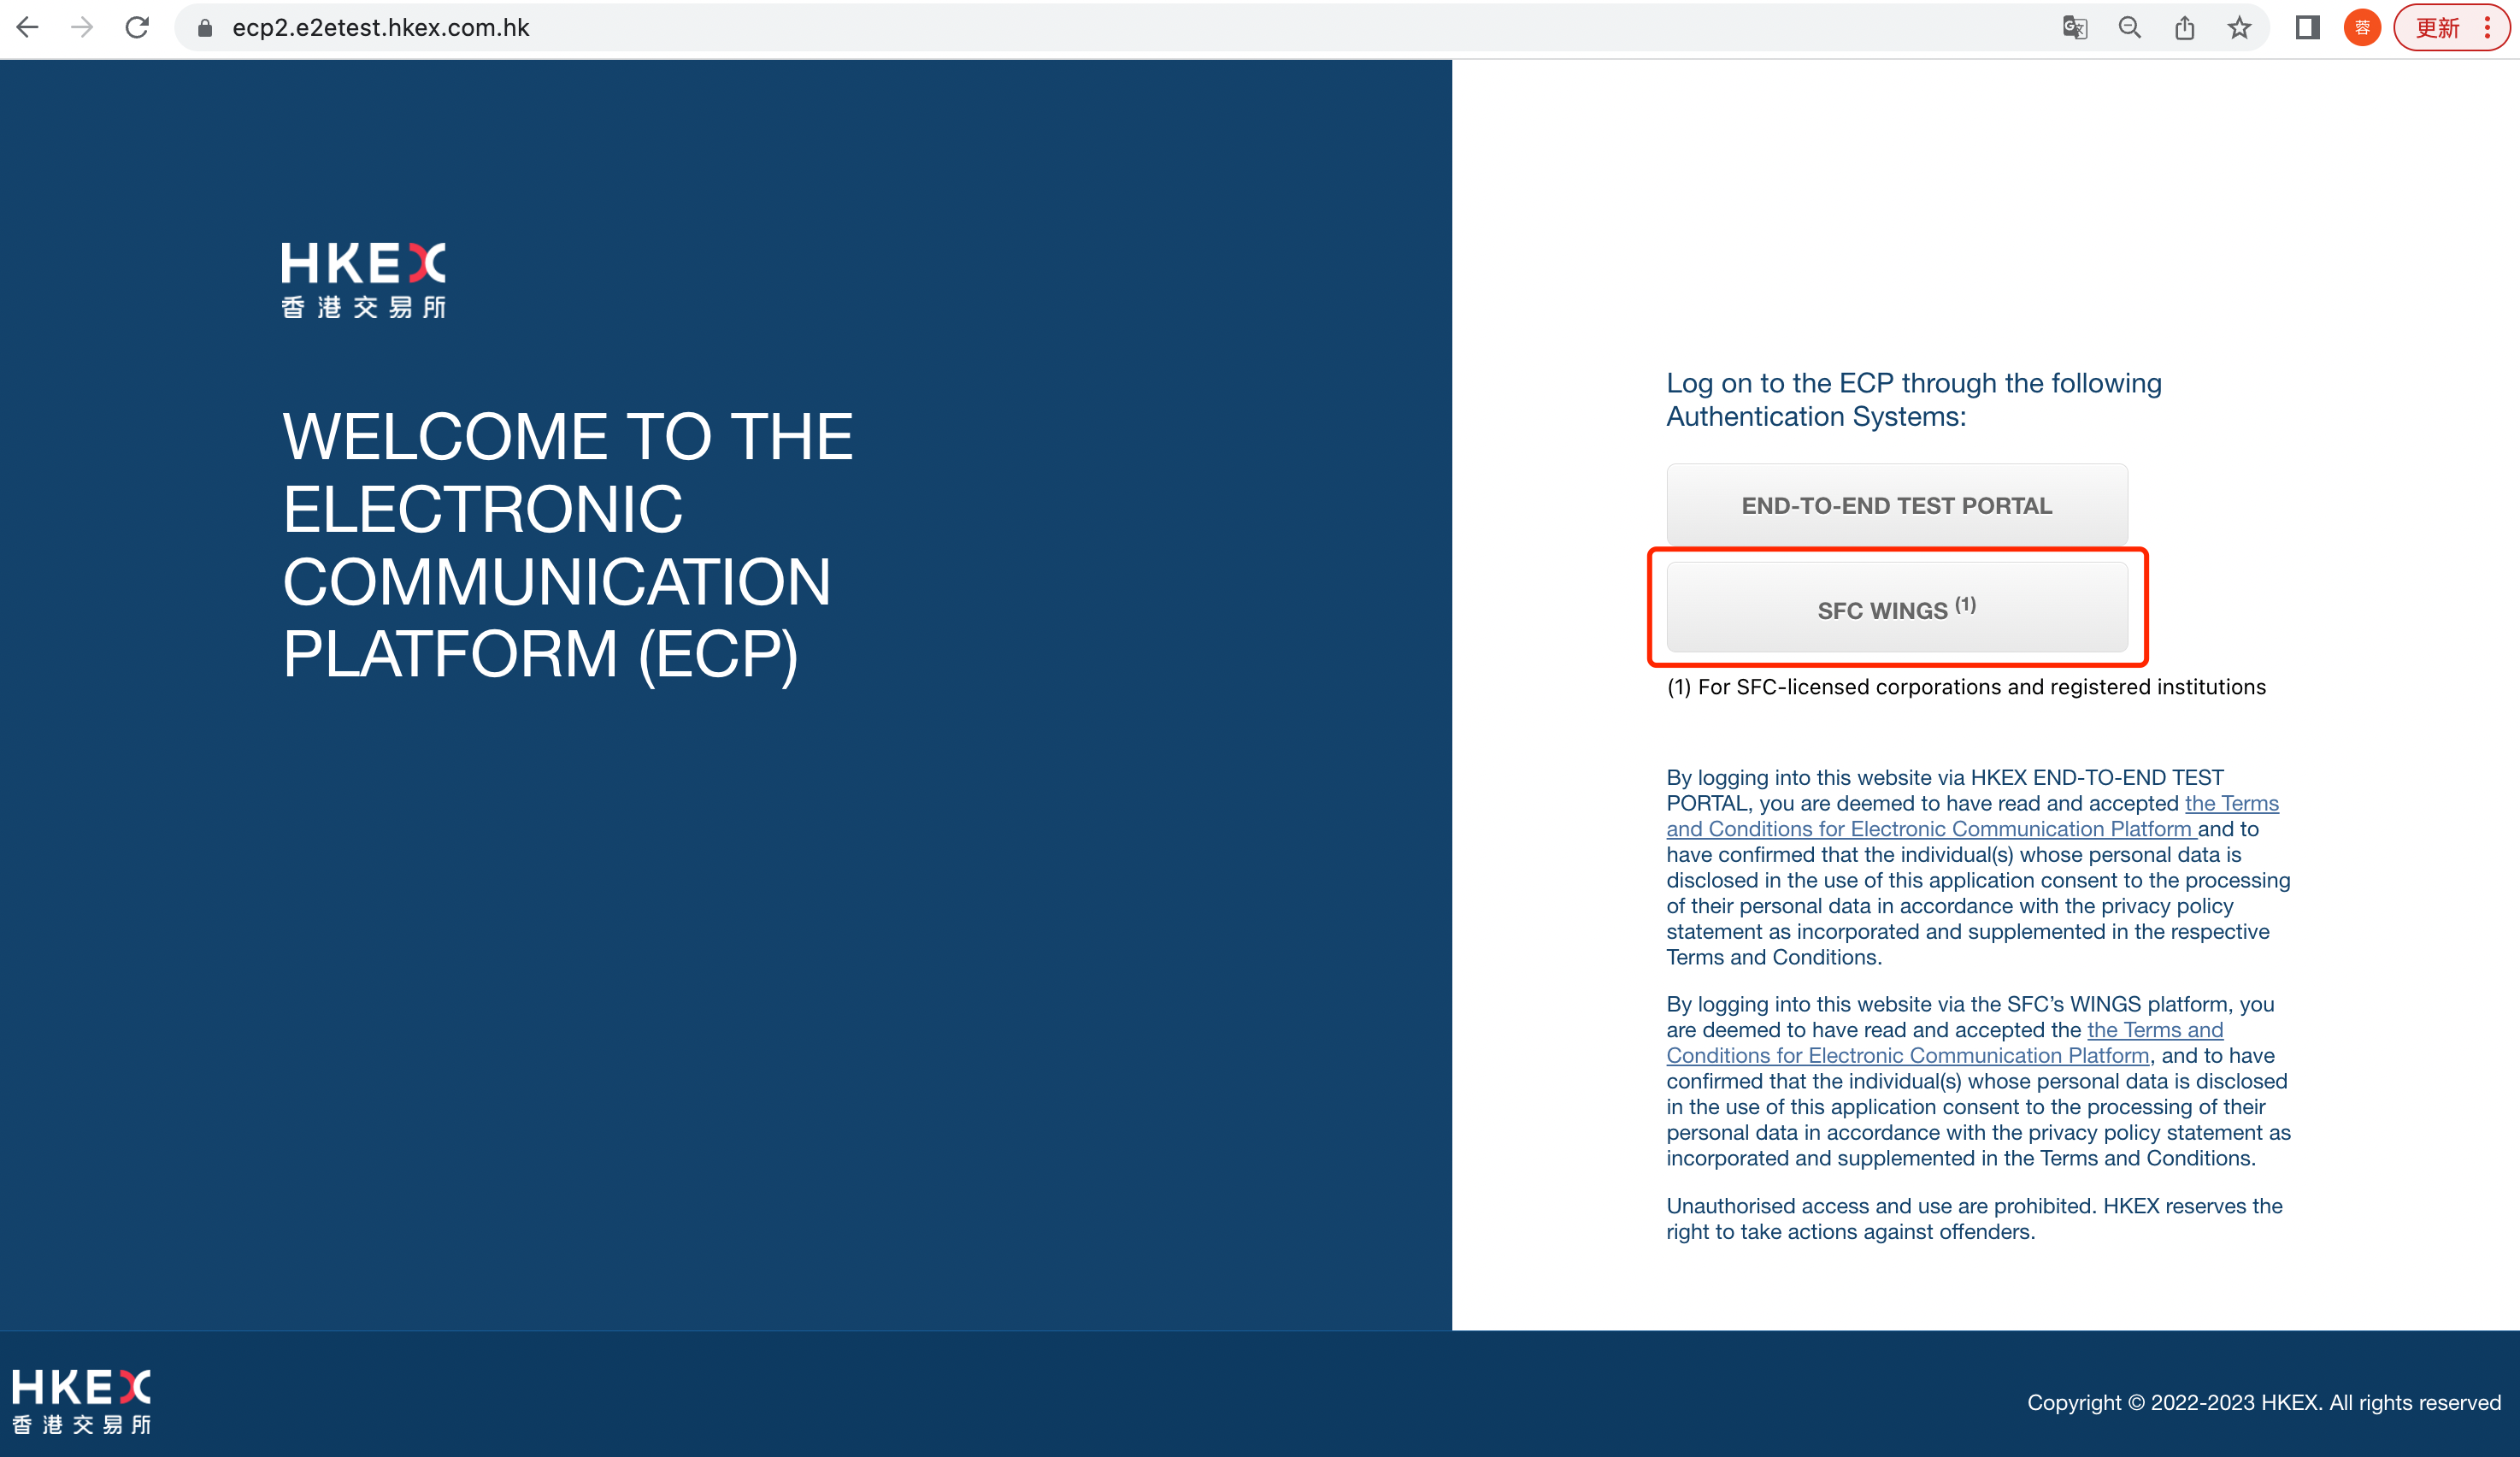 ecp2.e2etest.hkex.com.hk
蓉
更新
HKEX
香港交易所
WELCOME TO THE
ELECTRONIC
COMMUNICATION
PLATFORM (ECP)
Log on to the ECP through the following
Authentication Systems:
END-TO-END TEST PORTAL
SFC WINGS (1)
(1) For SFC-licensed corporations and registered institutions
By logging into this website via HKEX END-TO-END TEST
PORTAL, you are deemed to have read and accepted the Terms
and Conditions for Electronic Communication Platform and to
have confirmed that the individual(s) whose personal data is
disclosed in the use of this application consent to the processing
of their personal data in accordance with the privacy policy
statement as incorporated and supplemented in the respective
Terms and Conditions.
By logging into this website via the SFC’s WINGS platform, you
are deemed to have read and accepted the the Terms and
Conditions for Electronic Communication Platform, and to have
confirmed that the individual(s) whose personal data is disclosed
in the use of this application consent to the processing of their
personal data in accordance with the privacy policy statement as
incorporated and supplemented in the Terms and Conditions.
Unauthorised access and use are prohibited. HKEX reserves the
right to take actions against offenders.
HKEX
香港交易所
Copyright © 2022-2023 HKEX. All rights reserved